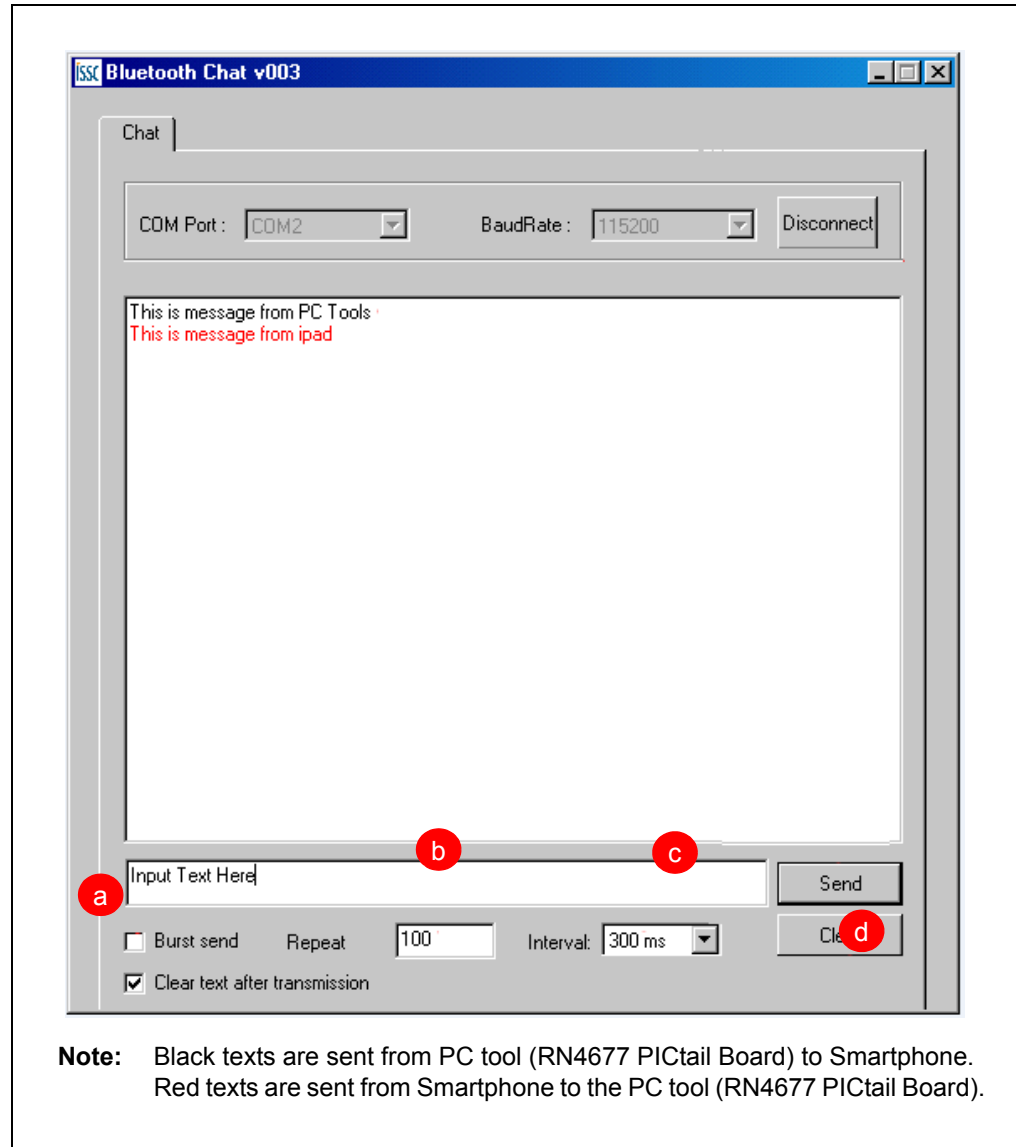 ISSC Bluetooth Chat v003
Chat
COM Port : COM2 BaudRate : 115200 Disconnect
This is message from PC Tools
This is message from ipad
b c
Input Text Here Send
a
Burst send Repeat 100 Interval: 300 ms d
Clear text after transmission
Note: Black texts are sent from PC tool (RN4677 PICtail Board) to Smartphone.
Red texts are sent from Smartphone to the PC tool (RN4677 PICtail Board).